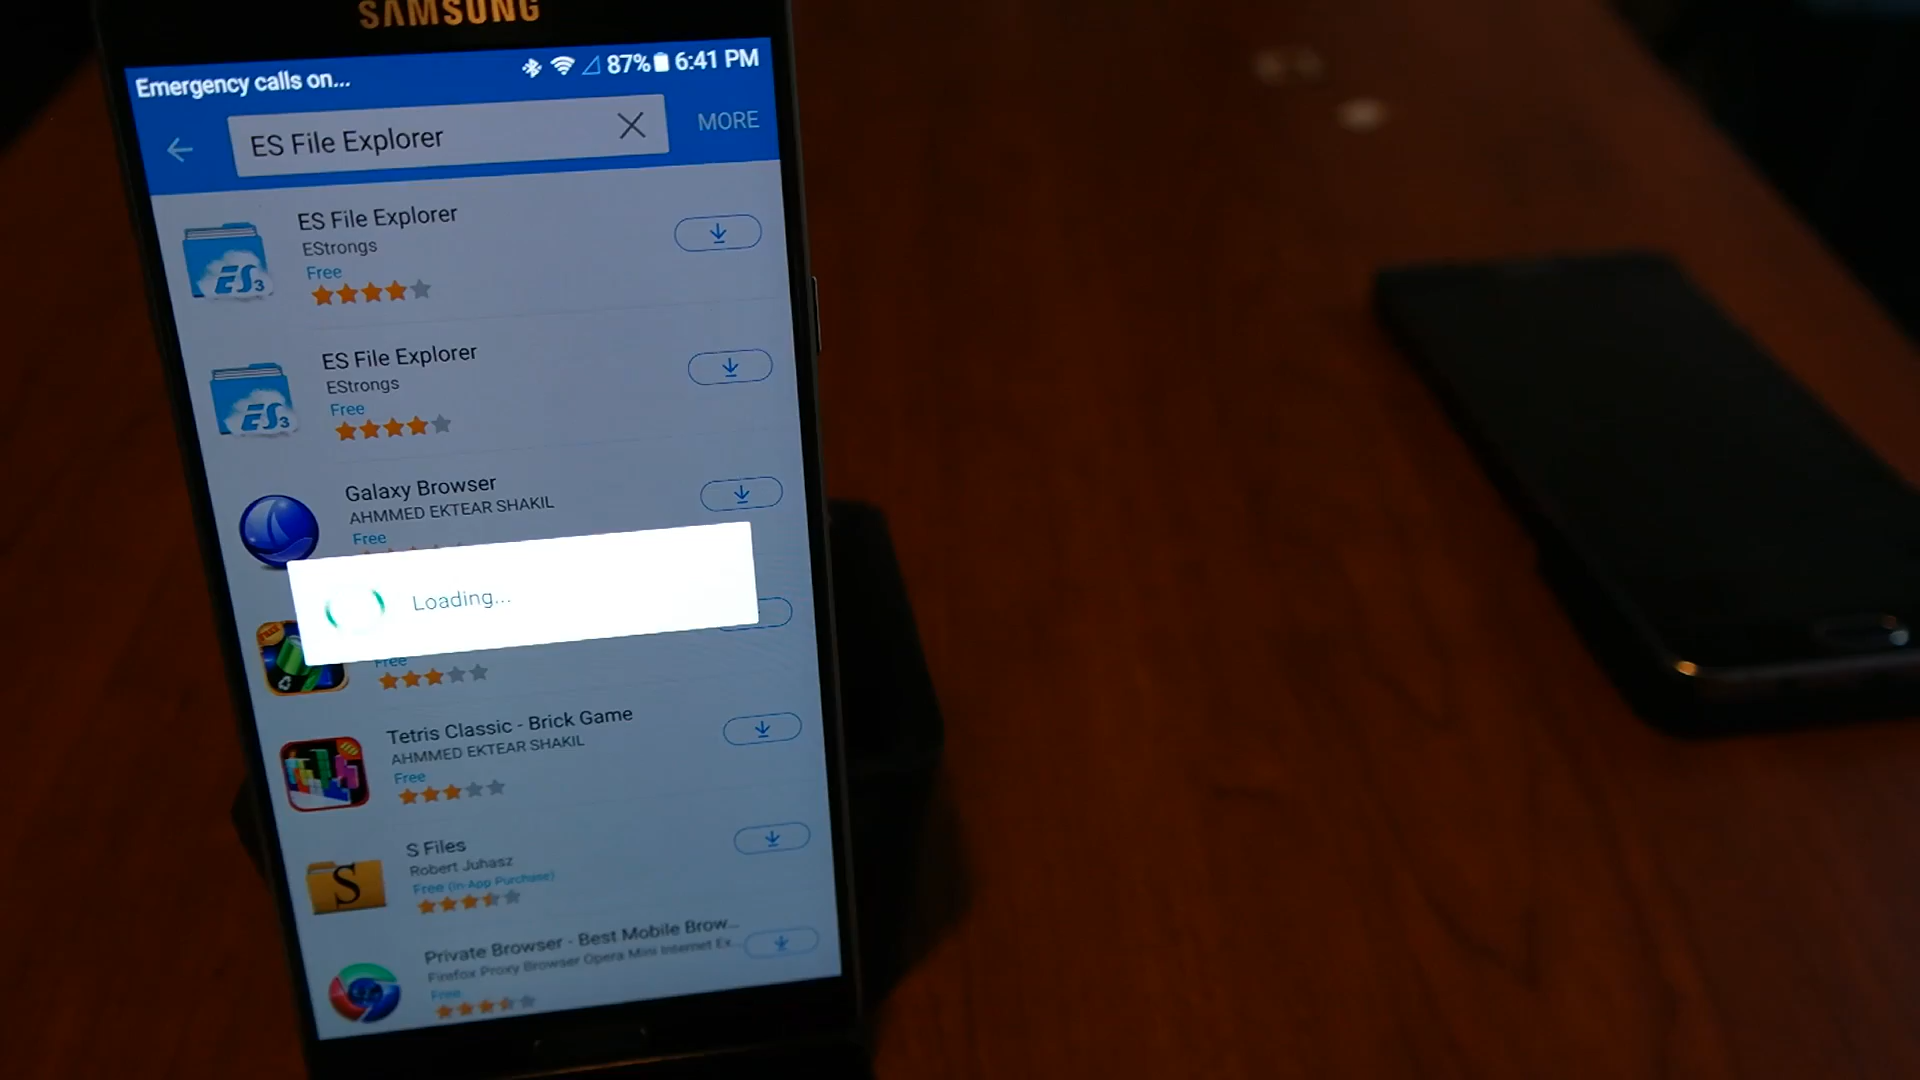 SAMSUNG
Emergency calls on...
87% 6:41 PM
ES File Explorer
MORE
ES File Explorer
EStrongs
Free
ES3
ES File Explorer
EStrongs
Free
ES3
Galaxy Browser
AHMMED EKTEAR SHAKIL
Free
Loading...
FREE
Free
Tetris Classic - Brick Game
AHMMED EKTEAR SHAKIL
Free
S Files
Robert Juhasz
Free (In-App Purchase)
S
Private Browser - Best Mobile Brow...
Firefox Proxy Browser Opera Mini Internet Ex...
Free